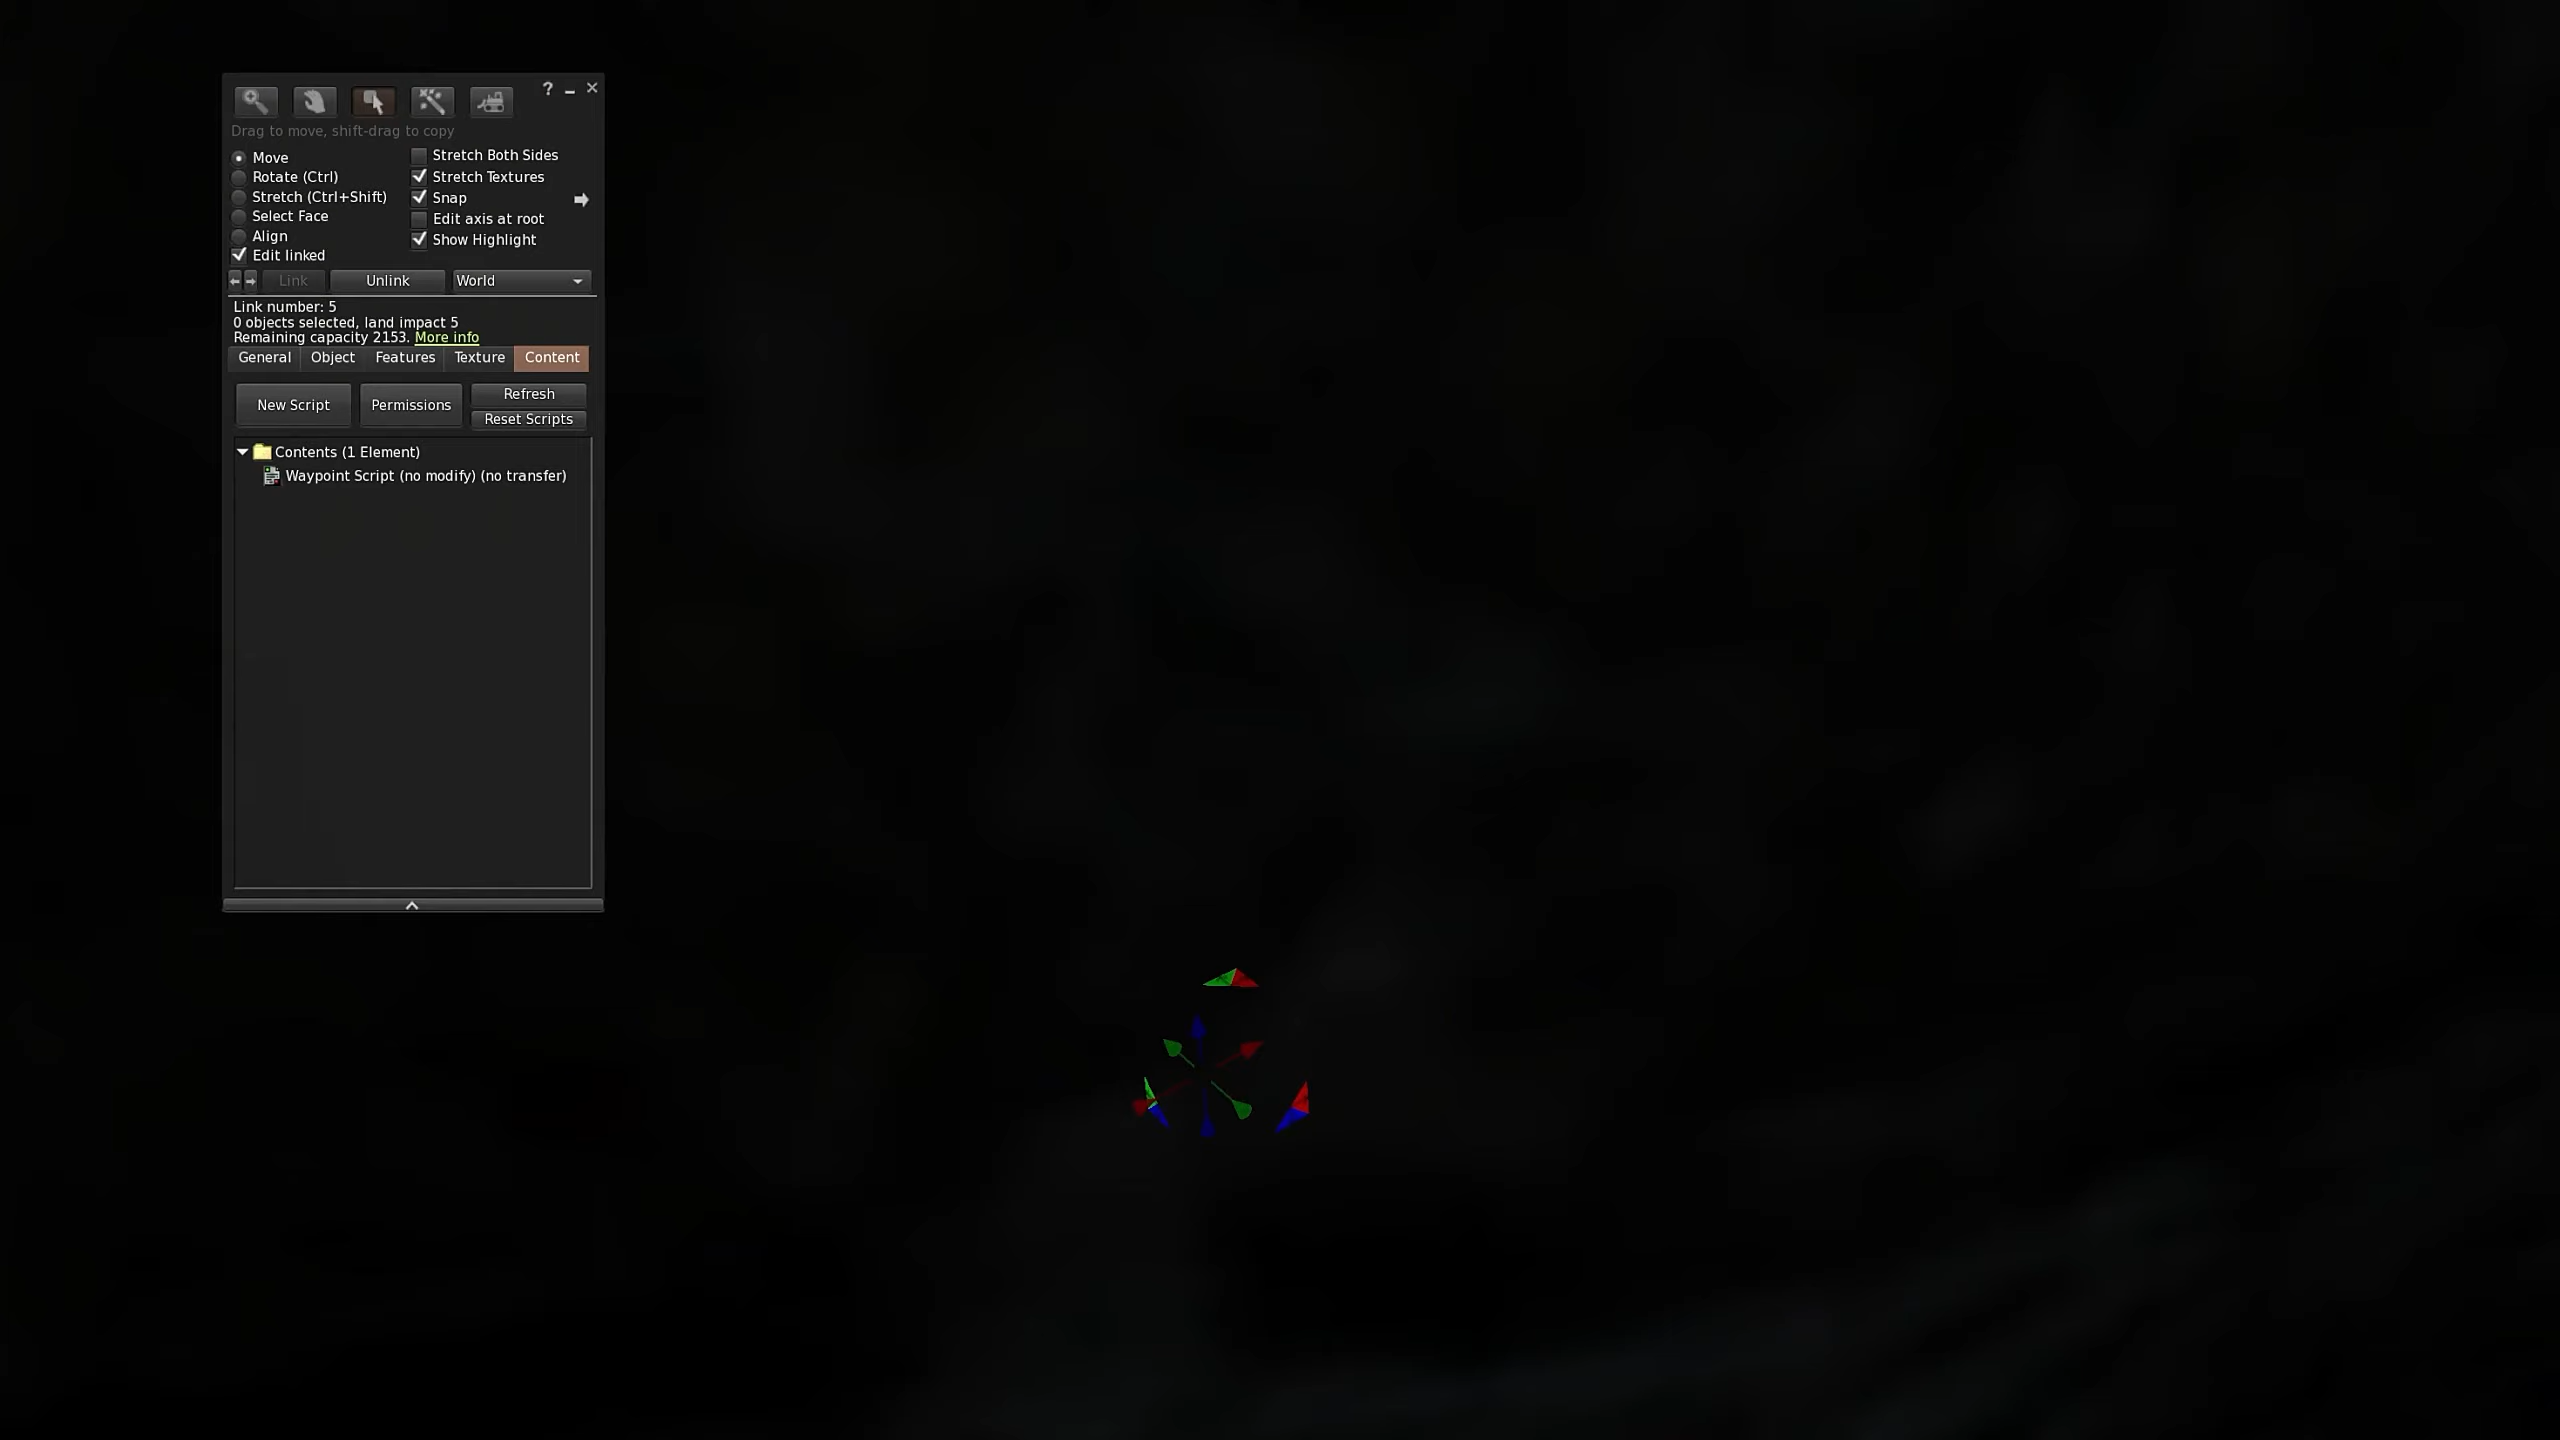 ?
Drag to move, shift-drag to copy
Move
Rotate (Ctrl)
Stretch (Ctrl+Shift)
Select Face
Align
Edit linked
Stretch Both Sides
Stretch Textures
Snap
Edit axis at root
Show Highlight
Link Unlink World
Link number: 5
0 objects selected, land impact 5
Remaining capacity 2153. More info
General Object Features Texture Content
New Script Permissions Refresh
Reset Scripts
Contents (1 Element)
Waypoint Script (no modify) (no transfer)